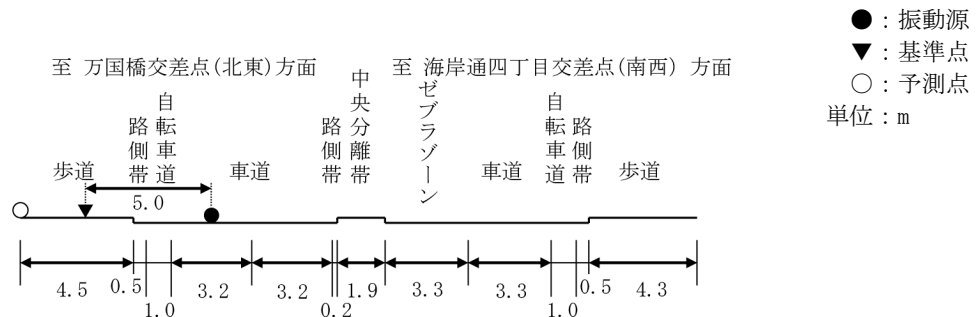 ●：振動源
▼：基準点
○：予測点
単位：m
至 万国橋交差点(北東)方面
至 海岸通四丁目交差点(南西) 方面
歩道
路側帯
自転車道
車道
路側帯
中央分離帯
ゼブラゾーン
車道
自転車道
路側帯
歩道
5.0
4.5
0.5
1.0
3.2
3.2
0.2
1.9
3.3
3.3
1.0
0.5
4.3